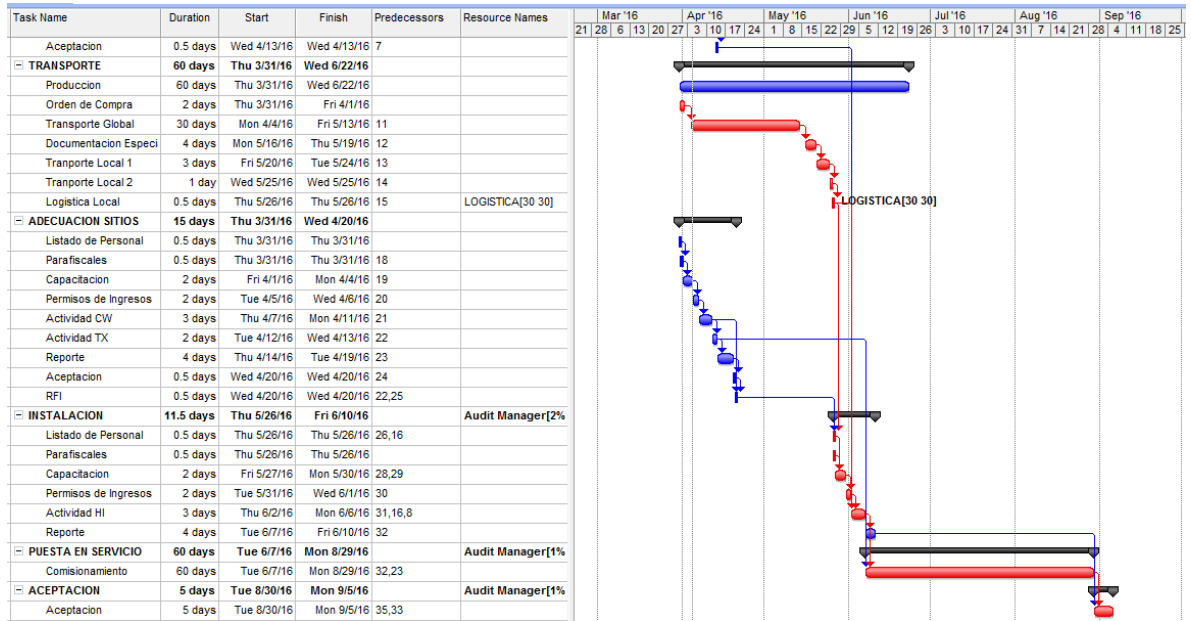 Task Name Duration Start Finish Predecessors Resource Names Mar '16 Apr '16 May '16 Jun '16 Jul '16 Aug '16 Sep '16
21 28 6 13 20 27 3 10 17 24 1 8 15 22 29 5 12 19 26 3 10 17 24 31 7 14 21 28 4 11 18 25
Aceptacion 0.5 days Wed 4/13/16 Wed 4/13/16 7
TRANSPORTE 60 days Thu 3/31/16 Wed 6/22/16
Produccion 60 days Thu 3/31/16 Wed 6/22/16
Orden de Compra 2 days Thu 3/31/16 Fri 4/1/16
Transporte Global 30 days Mon 4/4/16 Fri 5/13/16 11
Documentacion Especi 4 days Mon 5/16/16 Thu 5/19/16 12
Tranporte Local 1 3 days Fri 5/20/16 Tue 5/24/16 13
Tranporte Local 2 1 day Wed 5/25/16 Wed 5/25/16 14
Logistica Local 0.5 days Thu 5/26/16 Thu 5/26/16 15 LOGISTICA[30 30] LOGISTICA[30 30]
ADECUACION SITIOS 15 days Thu 3/31/16 Wed 4/20/16
Listado de Personal 0.5 days Thu 3/31/16 Thu 3/31/16
Parafiscales 0.5 days Thu 3/31/16 Thu 3/31/16 18
Capacitacion 2 days Fri 4/1/16 Mon 4/4/16 19
Permisos de Ingresos 2 days Tue 4/5/16 Wed 4/6/16 20
Actividad CW 3 days Thu 4/7/16 Mon 4/11/16 21
Actividad TX 2 days Tue 4/12/16 Wed 4/13/16 22
Reporte 4 days Thu 4/14/16 Tue 4/19/16 23
Aceptacion 0.5 days Wed 4/20/16 Wed 4/20/16 24
RFI 0.5 days Wed 4/20/16 Wed 4/20/16 22,25
INSTALACION 11.5 days Thu 5/26/16 Fri 6/10/16 Audit Manager[2%
Listado de Personal 0.5 days Thu 5/26/16 Thu 5/26/16 26,16
Parafiscales 0.5 days Thu 5/26/16 Thu 5/26/16
Capacitacion 2 days Fri 5/27/16 Mon 5/30/16 28,29
Permisos de Ingresos 2 days Tue 5/31/16 Wed 6/1/16 30
Actividad HI 3 days Thu 6/2/16 Mon 6/6/16 31,16,8
Reporte 4 days Tue 6/7/16 Fri 6/10/16 32
PUESTA EN SERVICIO 60 days Tue 6/7/16 Mon 8/29/16 Audit Manager[1%
Comisionamiento 60 days Tue 6/7/16 Mon 8/29/16 32,23
ACEPTACION 5 days Tue 8/30/16 Mon 9/5/16 Audit Manager[1%
Aceptacion 5 days Tue 8/30/16 Mon 9/5/16 35,33